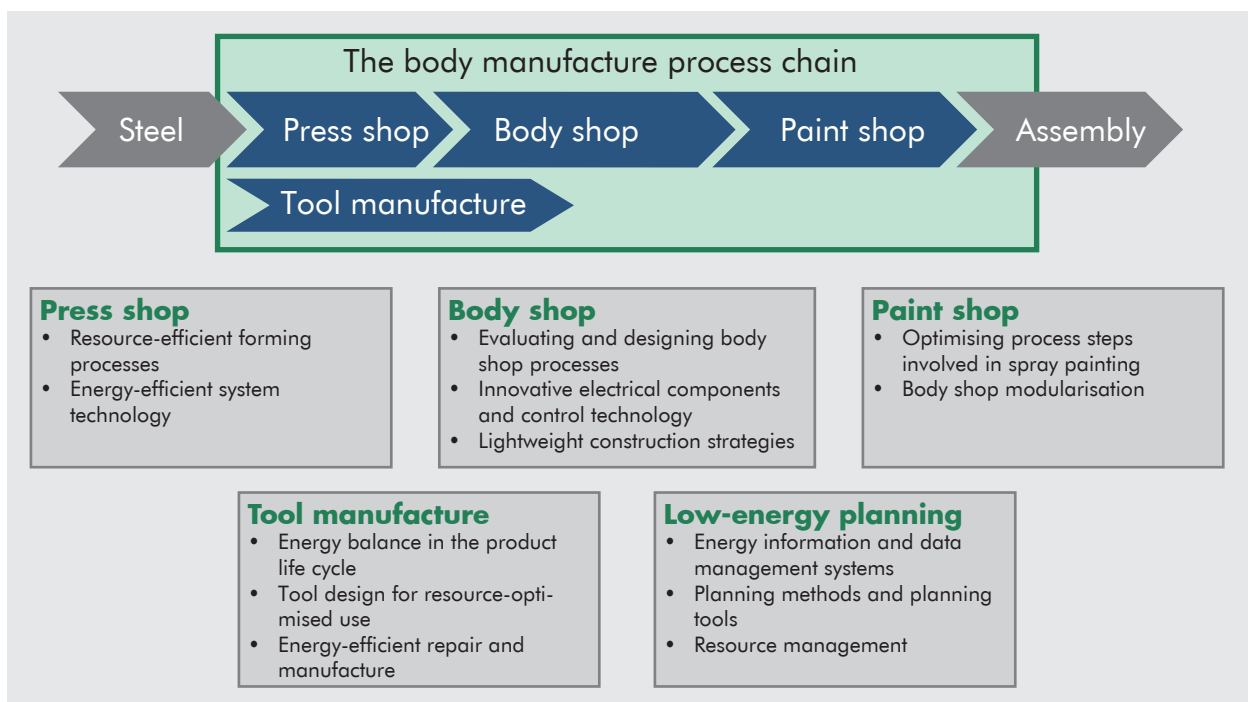 The body manufacture process chain
Steel
Press shop
Body shop
Paint shop
Assembly
Tool manufacture
Press shop
• Resource-efficient forming
processes
• Energy-efficient system
technology
Body shop
• Evaluating and designing body
shop processes
• Innovative electrical components
and control technology
• Lightweight construction strategies
Paint shop
• Optimising process steps
involved in spray painting
• Body shop modularisation
Tool manufacture
• Energy balance in the product
life cycle
• Tool design for resource-opti-
mised use
• Energy-efficient repair and
manufacture
Low-energy planning
• Energy information and data
management systems
• Planning methods and planning
tools
• Resource management